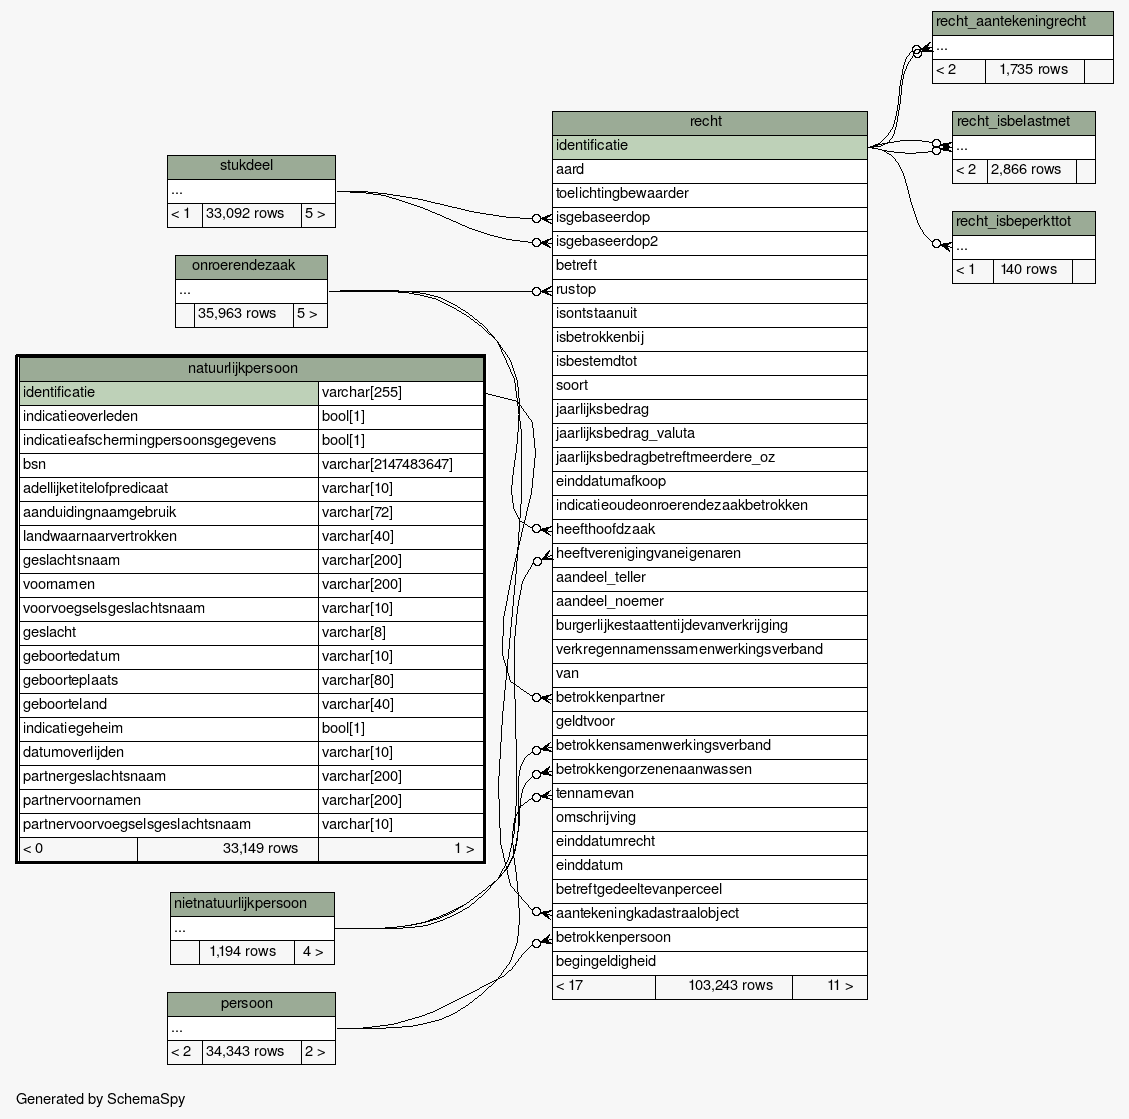 recht_aantekeningrecht
...
< 2 1,735 rows
recht
identificatie
aard
toelichtingbewaarder
isgebaseerdop
isgebaseerdop2
betreft
rustop
isontstaanuit
isbetrokkenbij
isbestemdtot
soort
jaarlijksbedrag
jaarlijksbedrag_valuta
jaarlijksbedragbetreftmeerdere_oz
einddatumafkoop
indicatieoudeonroerendezaakbetrokken
heefthoofdzaak
heeftverenigingvaneigenaren
aandeel_teller
aandeel_noemer
burgerlijkestaattentijdevanverkrijging
verkregennamenssamenwerkingsverband
van
betrokkenpartner
geldtvoor
betrokkensamenwerkingsverband
betrokkengorzenenaanwassen
tennamevan
omschrijving
einddatumrecht
einddatum
betreftgedeeltevanperceel
aantekeningkadastraalobject
betrokkenpersoon
begingeldigheid
< 17 103,243 rows 11 >
recht_isbelastmet
...
< 2 2,866 rows
recht_isbeperkttot
...
< 1 140 rows
stukdeel
...
< 1 33,092 rows 5 >
onroerendezaak
...
35,963 rows 5 >
natuurlijkpersoon
identificatie varchar[255]
indicatieoverleden bool[1]
indicatieafschermingpersoonsgegevens bool[1]
bsn varchar[2147483647]
adellijketitelofpredicaat varchar[10]
aanduidingnaamgebruik varchar[72]
landwaarnaarvertrokken varchar[40]
geslachtsnaam varchar[200]
voornamen varchar[200]
voorvoegselsgeslachtsnaam varchar[10]
geslacht varchar[8]
geboortedatum varchar[10]
geboorteplaats varchar[80]
geboorteland varchar[40]
indicatiegeheim bool[1]
datumoverlijden varchar[10]
partnergeslachtsnaam varchar[200]
partnervoornamen varchar[200]
partnervoorvoegselsgeslachtsnaam varchar[10]
< 0 33,149 rows 1 >
nietnatuurlijkpersoon
...
1,194 rows 4 >
persoon
...
< 2 34,343 rows 2 >
Generated by SchemaSpy